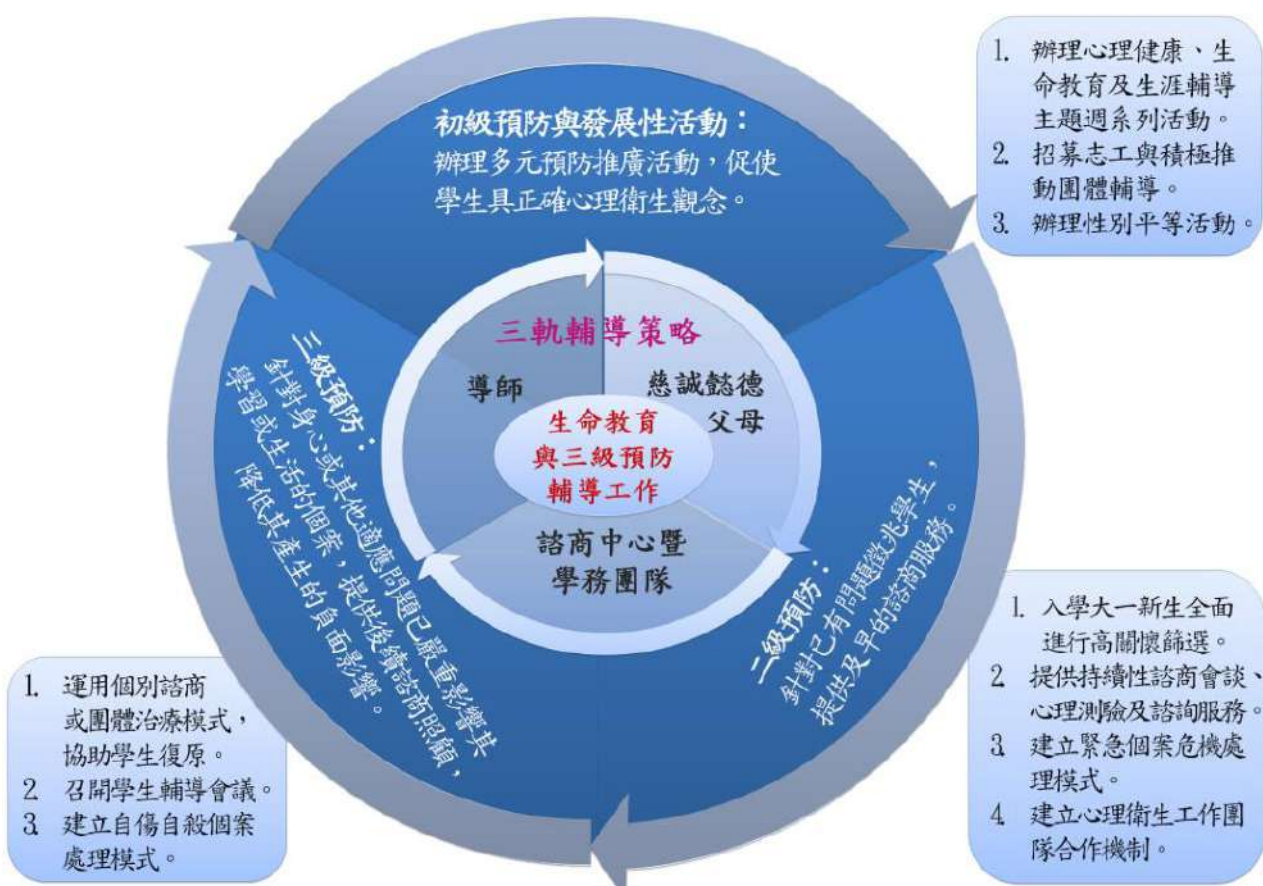 初級預防與發展性活動：
辦理多元預防推廣活動，促使
學生具正確心理衛生觀念。
1. 辦理心理健康、生
命教育及生涯輔導
主題週系列活動。
2. 招募志工與積極推
動團體輔導。
3. 辦理性別平等活動。
三軌輔導策略
導師
慈誠懿德
父母
生命教育
與三級預防
輔導工作
諮商中心暨
學務團隊
二級預防：
針對已有問題徵兆學生，
提供及早的諮商服務。
1. 入學大一新生全面
進行高關懷篩選。
2. 提供持續性諮商會談、
心理測驗及諮詢服務。
3. 建立緊急個案危機處
理模式。
4. 建立心理衛生工作團
隊合作機制。
三級預防：
針對身心或其他適應問題已嚴重影響其
學習或生活的個案，提供後續諮商照顧，
降低其產生的負面影響。
1. 運用個別諮商
或團體治療模式，
協助學生復原。
2. 召開學生輔導會議。
3. 建立自傷自殺個案
處理模式。